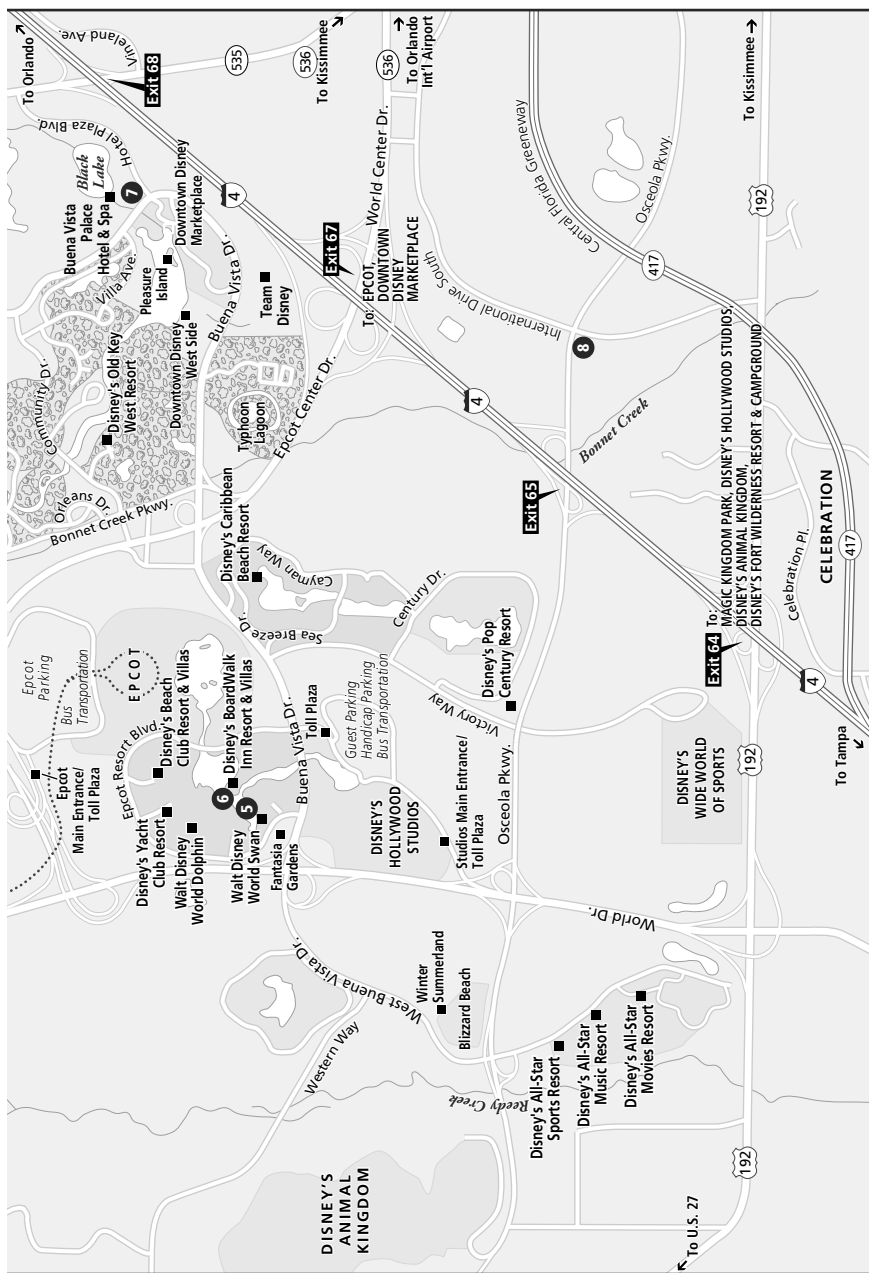 DISNEY'S
ANIMAL
KINGDOM
To U.S. 27
192
Reedy Creek
Western Way
West Buena Vista Dr.
Winter
Summerland
Blizzard Beach
Disney's All-Star
Sports Resort
Disney's All-Star
Music Resort
Disney's All-Star
Movies Resort
World Dr.
Epcot
Main Entrance/
Toll Plaza
Epcot
Parking
Bus
Transportation
EPCOT
Epcot Resort Blvd.
Disney's Yacht
Club Resort
Disney's Beach
Club Resort & Villas
Walt Disney
World Dolphin
6
Disney's BoardWalk
Inn Resort & Villas
5
Walt Disney
World Swan
Fantasia
Gardens
Buena Vista Dr.
Toll Plaza
Guest Parking
Handicap Parking
Bus Transportation
DISNEY'S
HOLLYWOOD
STUDIOS
Studios Main Entrance/
Toll Plaza
Victory Way
Osceola Pkwy.
Disney's Pop
Century Resort
DISNEY'S
WIDE WORLD
OF SPORTS
192
To Tampa
Sea Breeze Dr.
Disney's Caribbean
Beach Resort
Cayman Way
Century Dr.
Bonnet Creek Pkwy.
Orleans Dr.
Community Dr.
Disney's Old Key
West Resort
Villa Ave.
Buena Vista
Palace
Hotel & Spa
Black
Lake
7
Hotel Plaza Blvd.
Pleasure
Island
Downtown Disney
Marketplace
Downtown Disney
West Side
Buena Vista Dr.
Typhoon
Lagoon
Team
Disney
Epcot Center Dr.
To Orlando
Vineland Ave.
Exit 68
535
536
To Kissimmee
4
Exit 67
To: EPCOT,
DOWNTOWN
DISNEY
MARKETPLACE
World Center Dr.
536
To Orlando
Int'l Airport
International Drive South
4
Exit 65
Bonnet Creek
8
Central Florida Greeneway
Osceola Pkwy.
417
Exit 64
To:
MAGIC KINGDOM PARK, DISNEY'S HOLLYWOOD STUDIOS,
DISNEY'S ANIMAL KINGDOM,
DISNEY'S FORT WILDERNESS RESORT & CAMPGROUND
192
To Kissimmee
4
Celebration Pl.
CELEBRATION
417